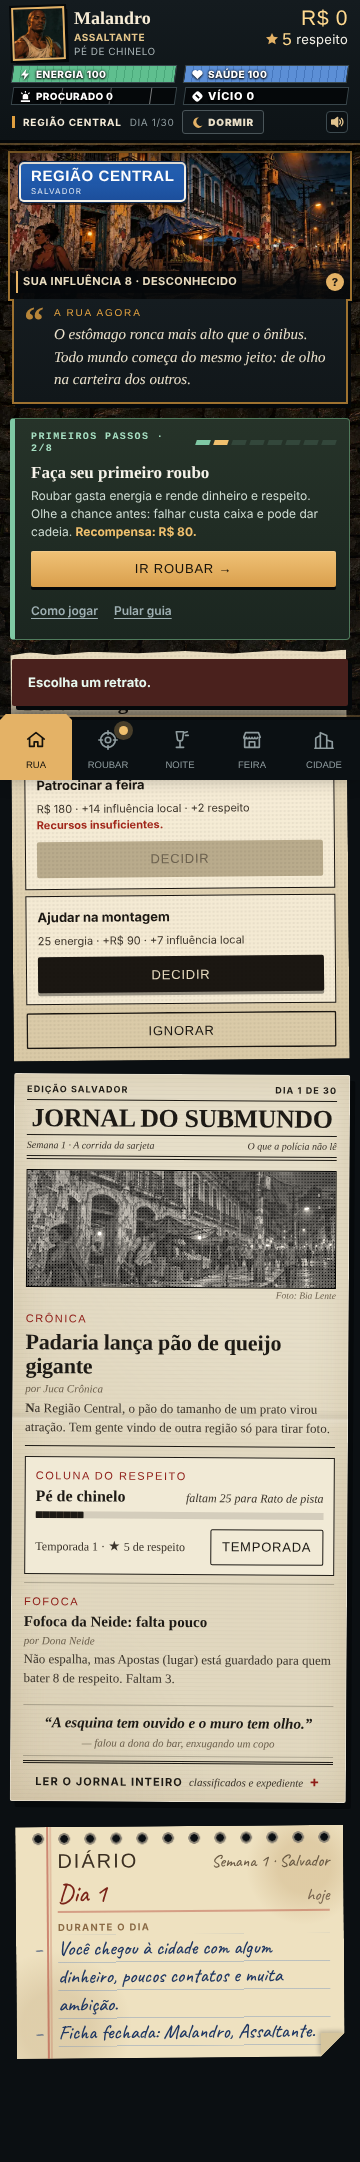 Malandro
ASSALTANTE
PÉ DE CHINELO
R$ 0
★ 5 respeito
ENERGIA 100
SAÚDE 100
PROCURADO 0
VÍCIO 0
REGIÃO CENTRAL DIA 1/30 DORMIR
REGIÃO CENTRAL
SALVADOR
SUA INFLUÊNCIA 8 · DESCONHECIDO
?
“ A RUA AGORA
O estômago ronca mais alto que o ônibus.
Todo mundo começa do mesmo jeito: de olho
na carteira dos outros.
PRIMEIROS PASSOS ·
2/8
Faça seu primeiro roubo
Roubar gasta energia e rende dinheiro e respeito.
Olhe a chance antes: falhar custa caixa e pode dar
cadeia. Recompensa: R$ 80.
IR ROUBAR →
Como jogar Pular guia
Escolha um retrato.
RUA ROUBAR NOITE FEIRA CIDADE
Patrocinar a feira
R$ 180 · +14 influência local · +2 respeito
Recursos insuficientes.
DECIDIR
Ajudar na montagem
25 energia · +R$ 90 · +7 influência local
DECIDIR
IGNORAR
EDIÇÃO SALVADOR DIA 1 DE 30
JORNAL DO SUBMUNDO
Semana 1 · A corrida da sarjeta O que a polícia não lê
Foto: Bia Lente
CRÔNICA
Padaria lança pão de queijo
gigante
por Juca Crônica
Na Região Central, o pão do tamanho de um prato virou
atração. Tem gente vindo de outra região só para tirar foto.
COLUNA DO RESPEITO
Pé de chinelo faltam 25 para Rato de pista
Temporada 1 · ★ 5 de respeito TEMPORADA
FOFOCA
Fofoca da Neide: falta pouco
por Dona Neide
Não espalha, mas Apostas (lugar) está guardado para quem
bater 8 de respeito. Faltam 3.
“A esquina tem ouvido e o muro tem olho.”
— falou a dona do bar, enxugando um copo
LER O JORNAL INTEIRO classificados e expediente +
DIÁRIO Semana 1 · Salvador
Dia 1 hoje
DURANTE O DIA
– Você chegou à cidade com algum
dinheiro, poucos contatos e muita
ambição.
– Ficha fechada: Malandro, Assaltante.